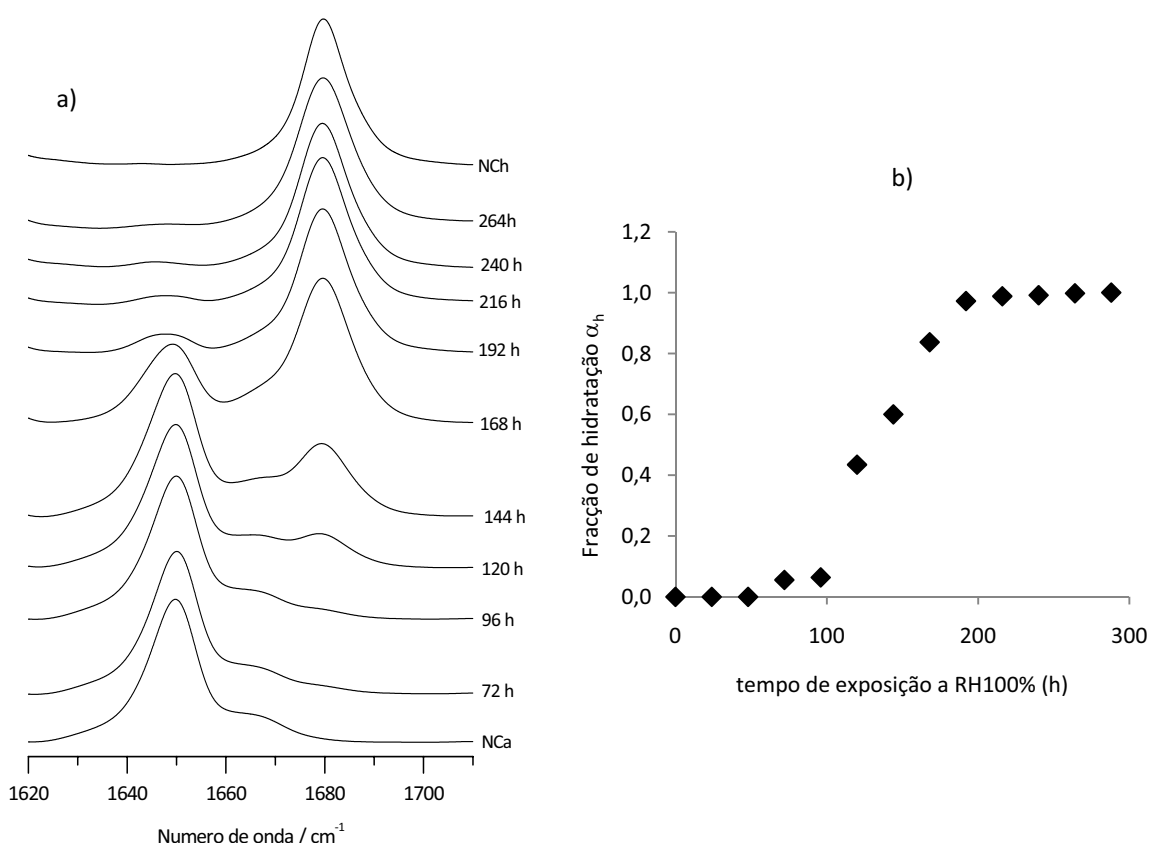 a)
NCh
264h
240 h
216 h
192 h
168 h
144 h
120 h
96 h
72 h
NCa
1620 1640 1660 1680 1700
Numero de onda / cm-1
b)
1,2
1,0
0,8
0,6
0,4
0,2
0,0
0 100 200 300
Fracção de hidratação αh
tempo de exposição a RH100% (h)